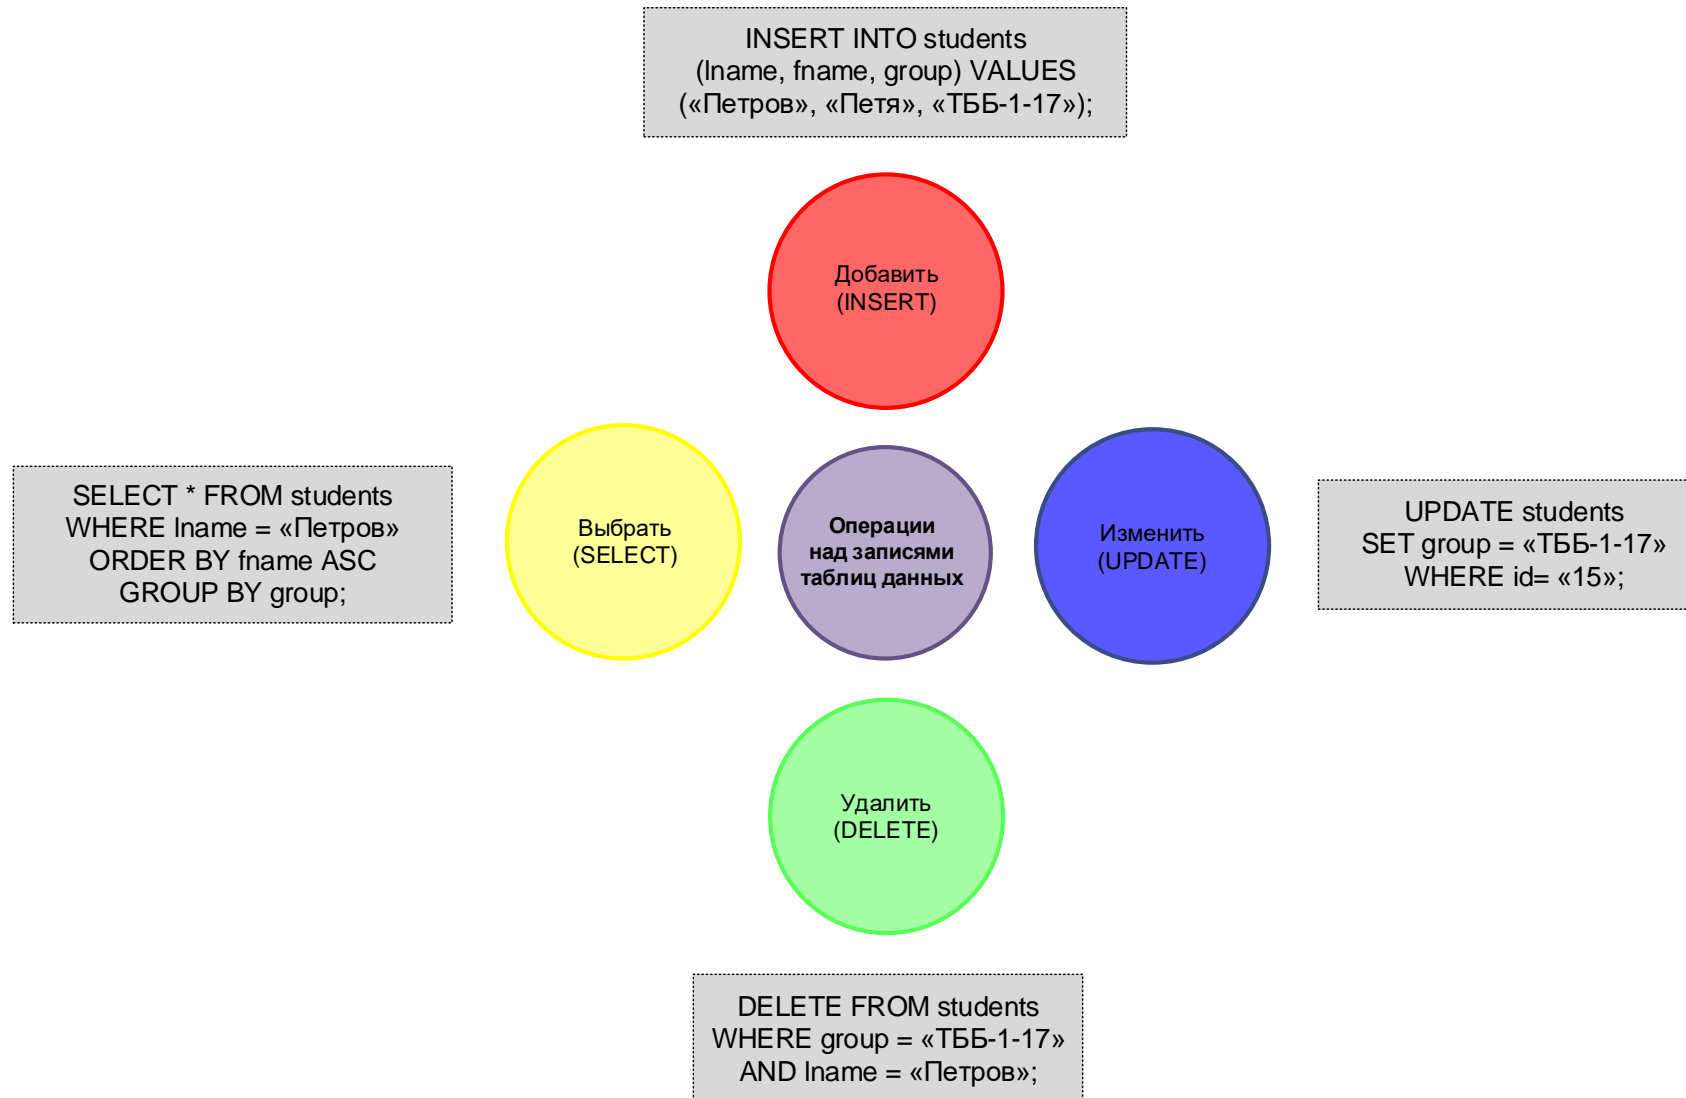 INSERT INTO students
(lname, fname, group) VALUES
(«Петров», «Петя», «ТББ-1-17»);
Добавить
(INSERT)
SELECT * FROM students
WHERE lname = «Петров»
ORDER BY fname ASC
GROUP BY group;
Выбрать
(SELECT)
Операции
над записями
таблиц данных
Изменить
(UPDATE)
UPDATE students
SET group = «ТББ-1-17»
WHERE id= «15»;
Удалить
(DELETE)
DELETE FROM students
WHERE group = «ТББ-1-17»
AND lname = «Петров»;